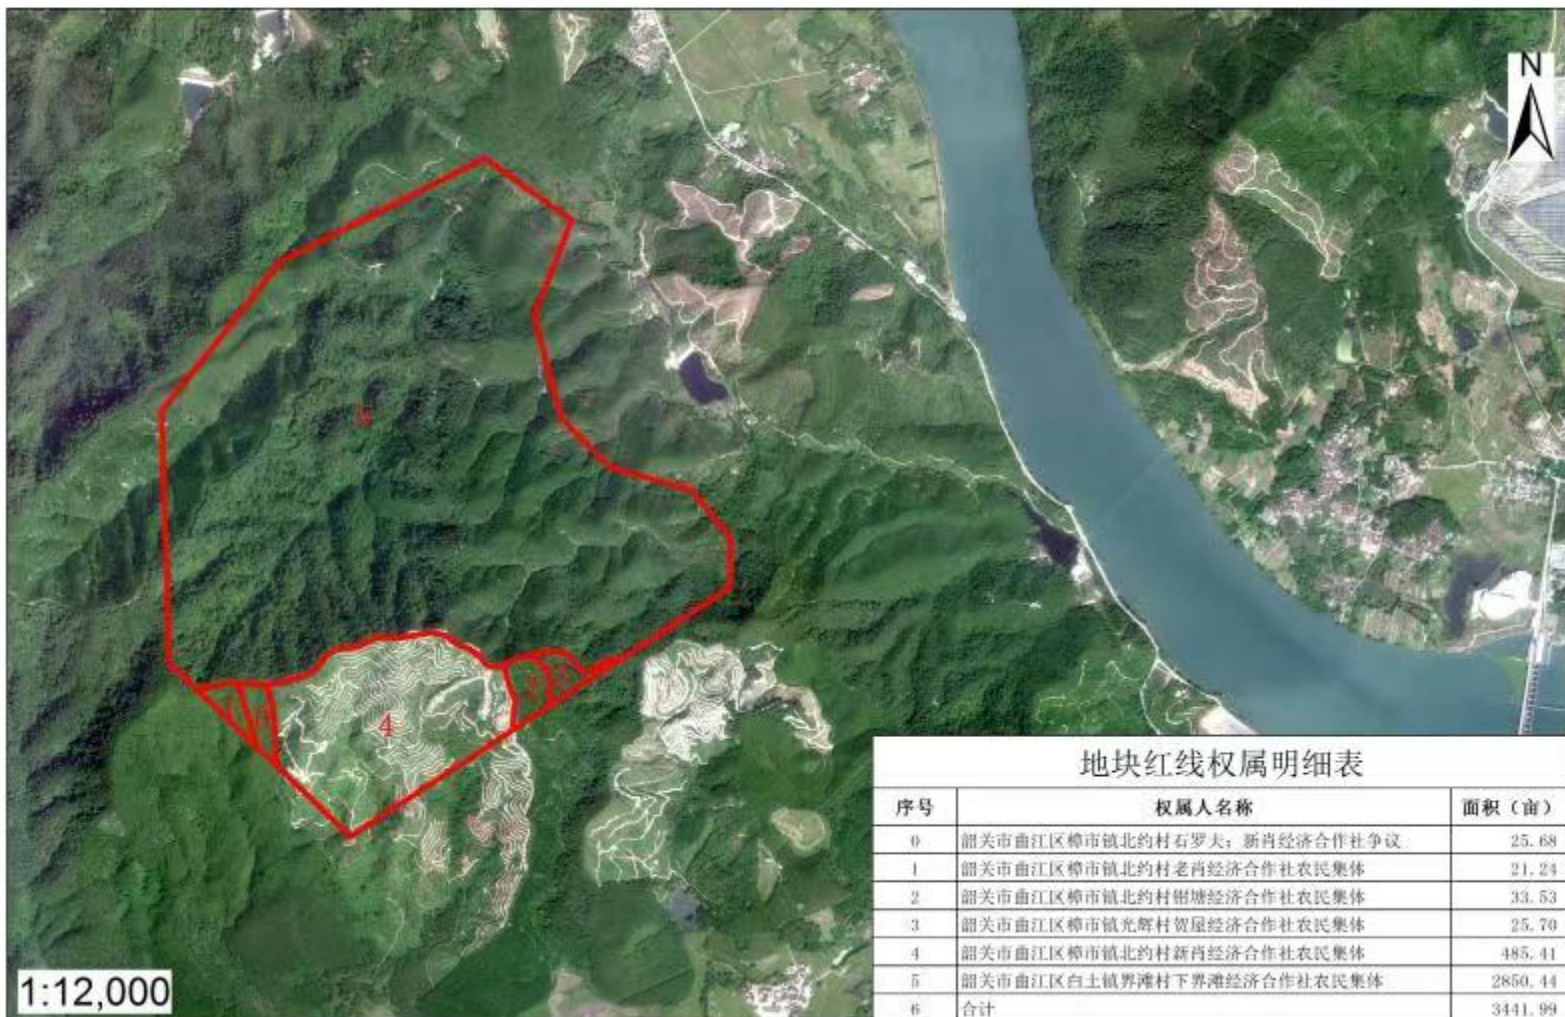 N
4
地块红线权属明细表
序号 权属人名称 面积（亩）
0 韶关市曲江区樟市镇北约村石罗夫；新肖经济合作社争议 25.68
1 韶关市曲江区樟市镇北约村老肖经济合作社农民集体 21.24
2 韶关市曲江区樟市镇北约村钳塘经济合作社农民集体 33.53
3 韶关市曲江区樟市镇光辉村贺屋经济合作社农民集体 25.70
4 韶关市曲江区樟市镇北约村新肖经济合作社农民集体 485.41
5 韶关市曲江区白土镇界滩村下界滩经济合作社农民集体 2850.44
6 合计 3441.99
1:12,000